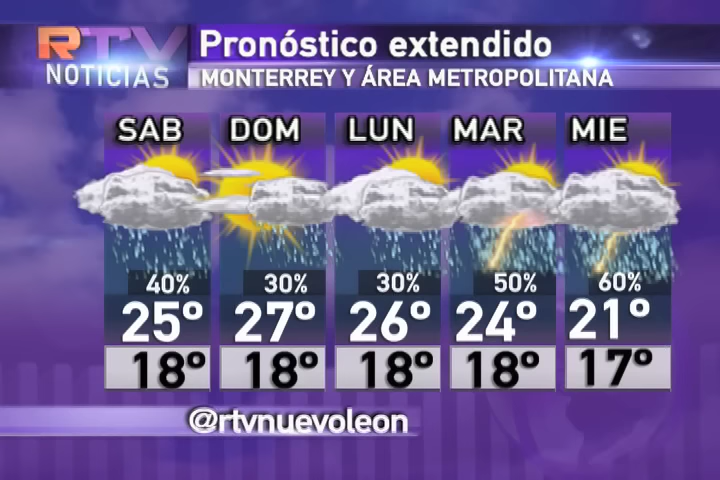 RTV
NOTICIAS
Pronóstico extendido
MONTERREY Y ÁREA METROPOLITANA
SAB DOM LUN MAR MIE
40% 30% 30% 50% 60%
25° 27° 26° 24° 21°
18° 18° 18° 18° 17°
@rtvnuevoleon